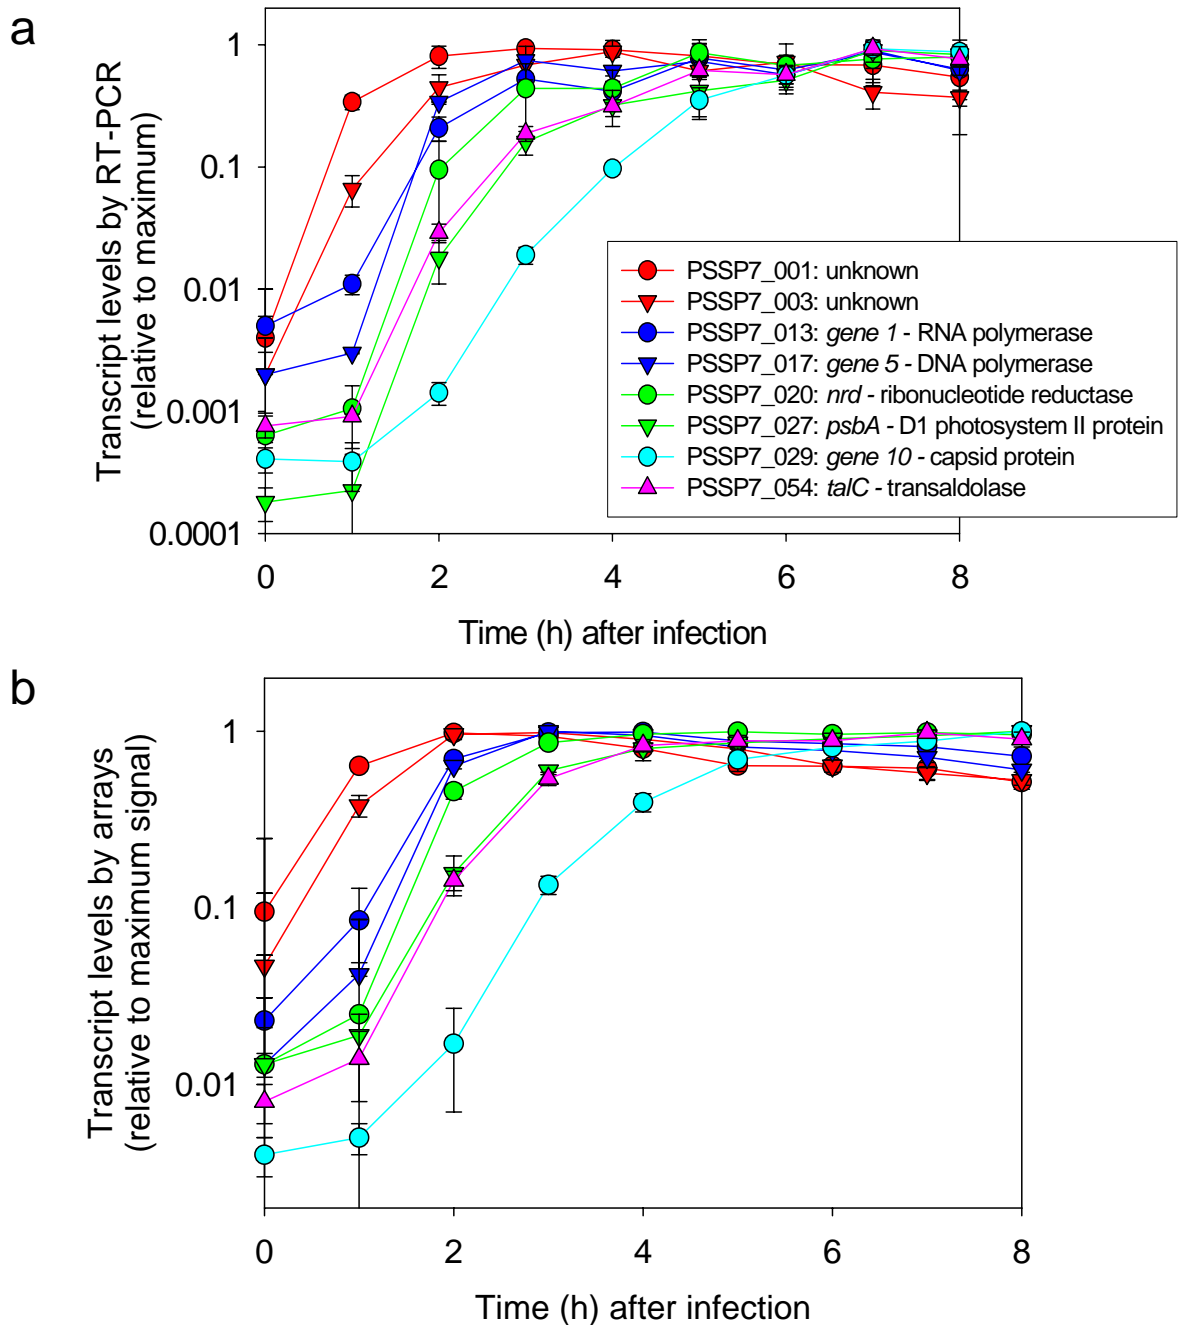 a
Transcript levels by RT-PCR
(relative to maximum)
1
0.1
0.01
0.001
0.0001
PSSP7_001: unknown
PSSP7_003: unknown
PSSP7_013: gene 1 - RNA polymerase
PSSP7_017: gene 5 - DNA polymerase
PSSP7_020: nrd - ribonucleotide reductase
PSSP7_027: psbA - D1 photosystem II protein
PSSP7_029: gene 10 - capsid protein
PSSP7_054: talC - transaldolase
0 2 4 6 8
Time (h) after infection
b
Transcript levels by arrays
(relative to maximum signal)
1
0.1
0.01
0 2 4 6 8
Time (h) after infection